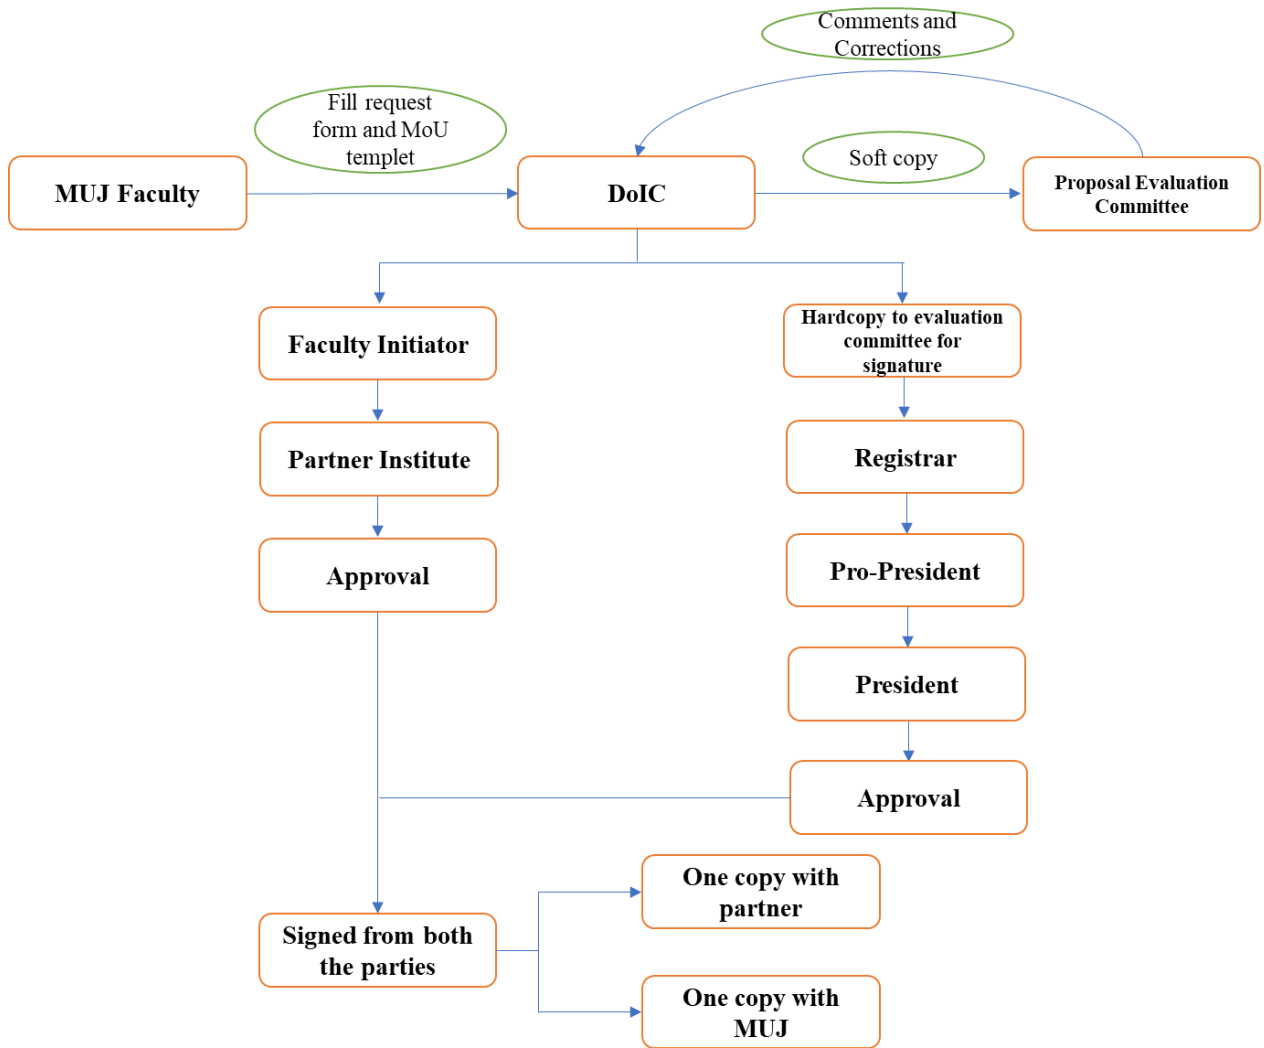 Comments and
Corrections
Fill request
form and MoU
templet
Soft copy
MUJ Faculty
DoIC
Proposal Evaluation
Committee
Faculty Initiator
Hardcopy to evaluation
committee for
signature
Partner Institute
Registrar
Approval
Pro-President
President
Approval
One copy with
partner
Signed from both
the parties
One copy with
MUJ